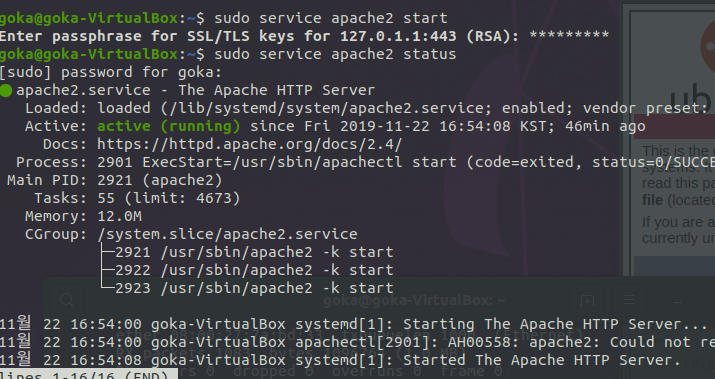 goka@goka-VirtualBox:~$ sudo service apache2 start
Enter passphrase for SSL/TLS keys for 127.0.1.1:443 (RSA): *********
goka@goka-VirtualBox:~$ sudo service apache2 status
[sudo] password for goka:
● apache2.service - The Apache HTTP Server
Loaded: loaded (/lib/systemd/system/apache2.service; enabled; vendor preset:
Active: active (running) since Fri 2019-11-22 16:54:08 KST; 46min ago
Docs: https://httpd.apache.org/docs/2.4/
Process: 2901 ExecStart=/usr/sbin/apachectl start (code=exited, status=0/SUCCE
Main PID: 2921 (apache2)
Tasks: 55 (limit: 4673)
Memory: 12.0M
CGroup: /system.slice/apache2.service
├─2921 /usr/sbin/apache2 -k start
├─2922 /usr/sbin/apache2 -k start
└─2923 /usr/sbin/apache2 -k start
goka@goka-VirtualBox: ~
11월 22 16:54:00 goka-VirtualBox systemd[1]: Starting The Apache HTTP Server...
11월 22 16:54:00 goka-VirtualBox apachectl[2901]: AH00558: apache2: Could not re
11월 22 16:54:08 goka-VirtualBox systemd[1]: Started The Apache HTTP Server.
lines 1-16/16 (END)
ub
This is the
systems. It
read this pa
file (located
If you are a
currently un